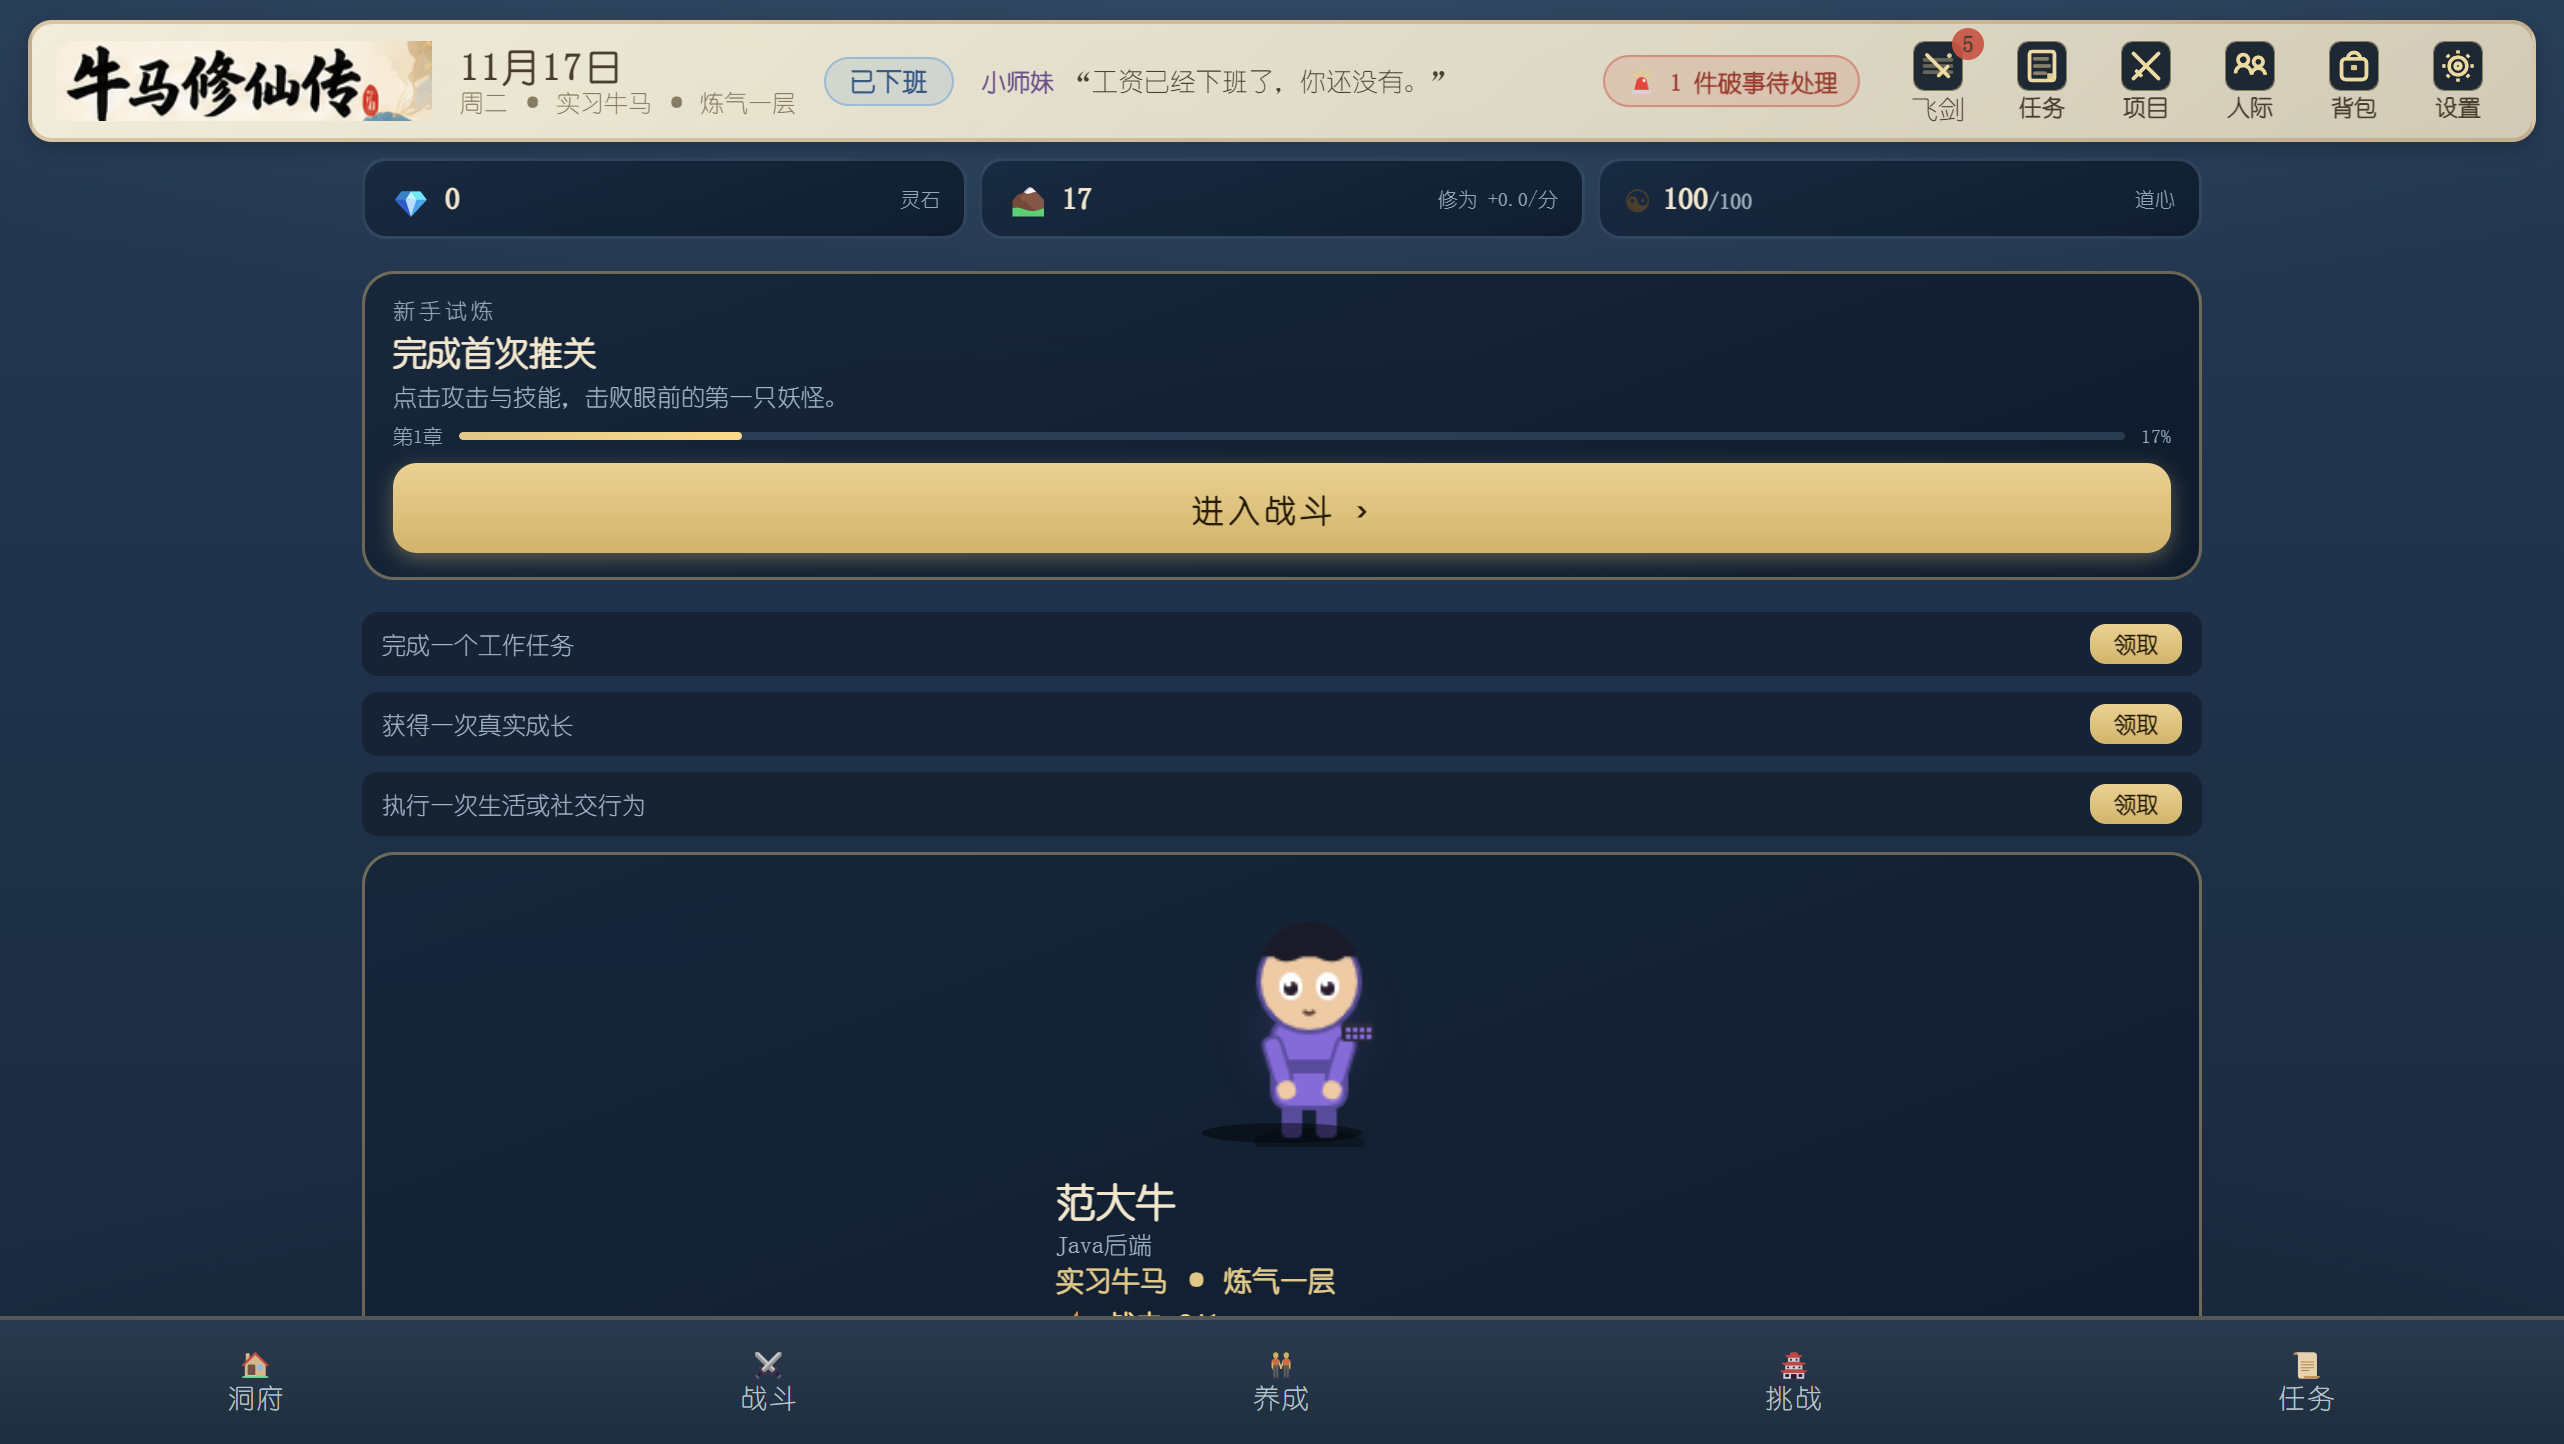 牛马修仙传
11月17日
周二 • 实习牛马 • 炼气一层
已下班
小师妹 “工资已经下班了，你还没有。”
1 件破事待处理
5
飞剑
任务
项目
人际
背包
设置
0
灵石
17
修为 +0.0/分
100/100
道心
新手试炼
完成首次推关
点击攻击与技能，击败眼前的第一只妖怪。
第1章
17%
进入战斗 ›
完成一个工作任务
领取
获得一次真实成长
领取
执行一次生活或社交行为
领取
范大牛
Java后端
实习牛马 • 炼气一层
洞府
战斗
养成
挑战
任务